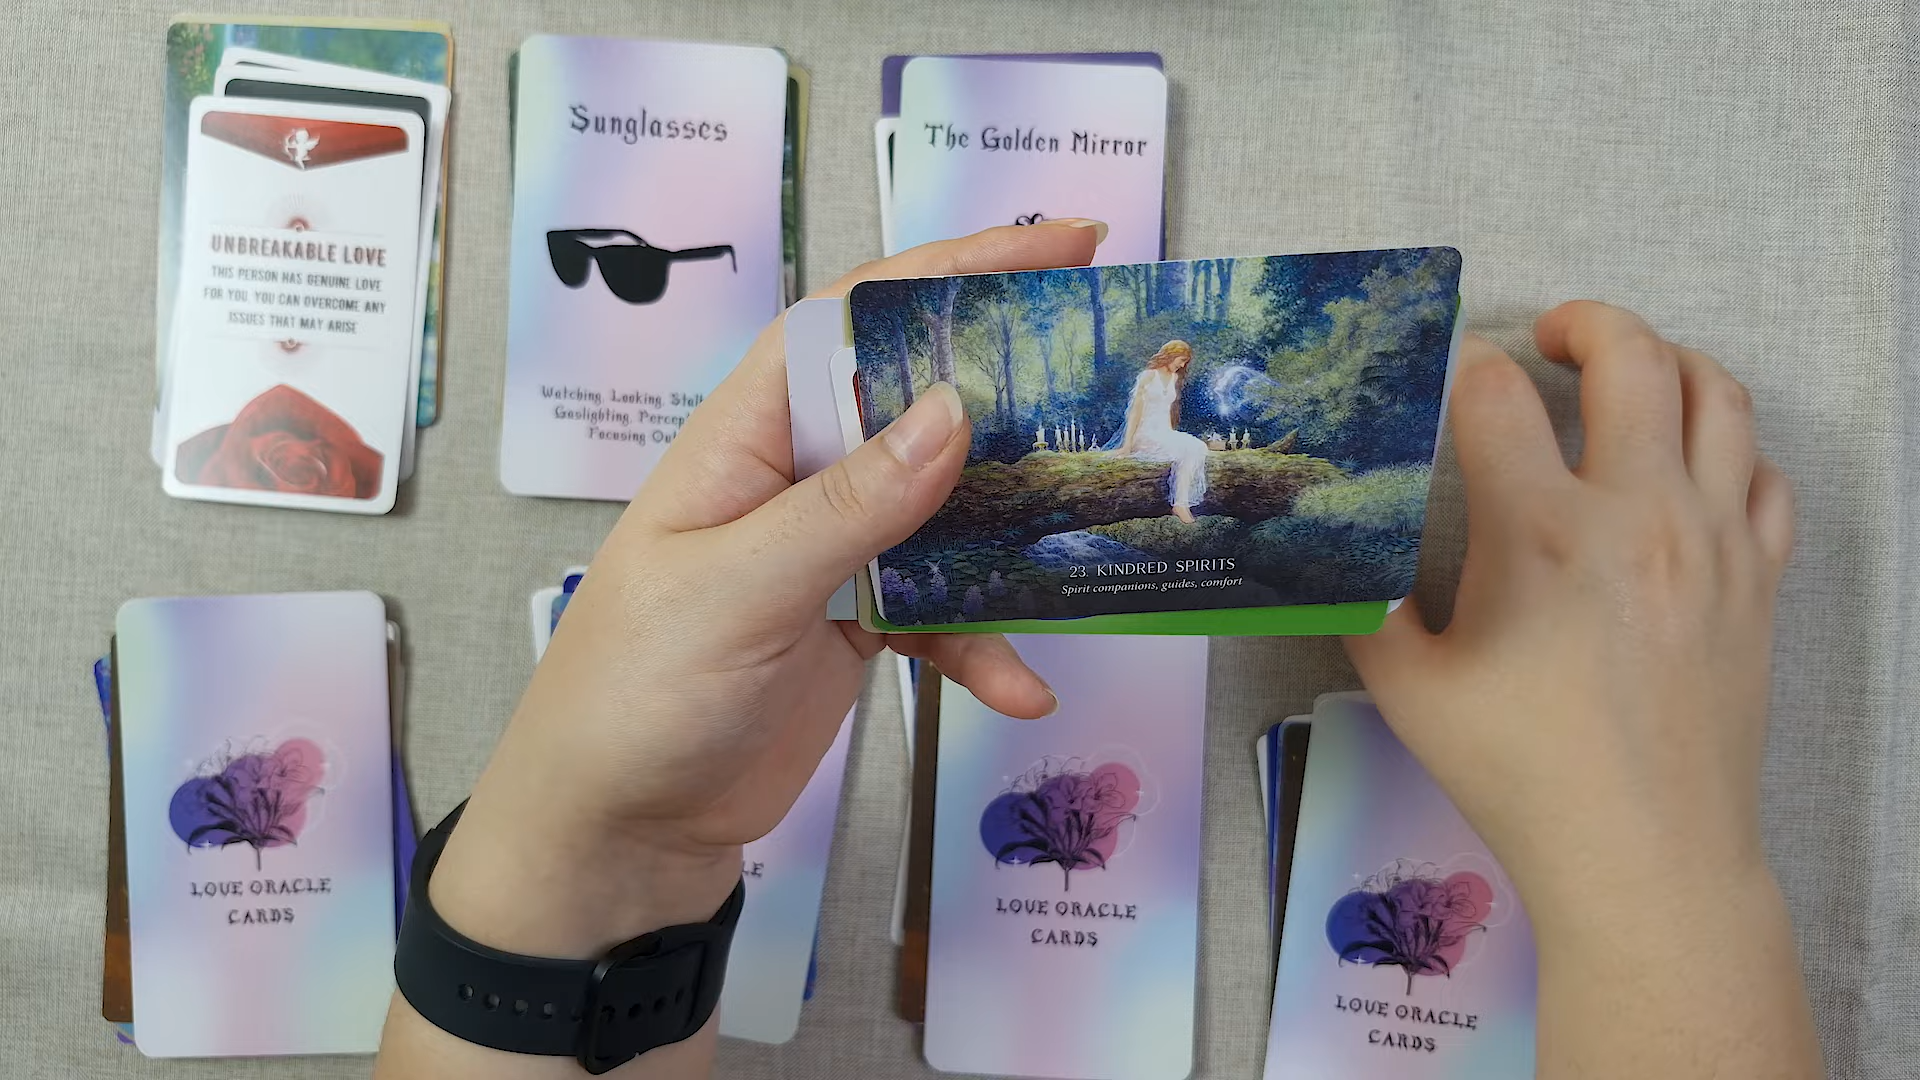 UNBREAKABLE LOVE
THIS PERSON HAS GENUINE LOVE
FOR YOU. YOU CAN OVERCOME ANY
ISSUES THAT MAY ARISE
Sunglasses
Watching, Looking,
Gaslighting,
Focusing
The Golden Mirror
23. KINDRED SPIRITS
Spirit companions, guides, comfort
LOVE ORACLE
CARDS
LOVE ORACLE
CARDS
LOVE ORACLE
CARDS